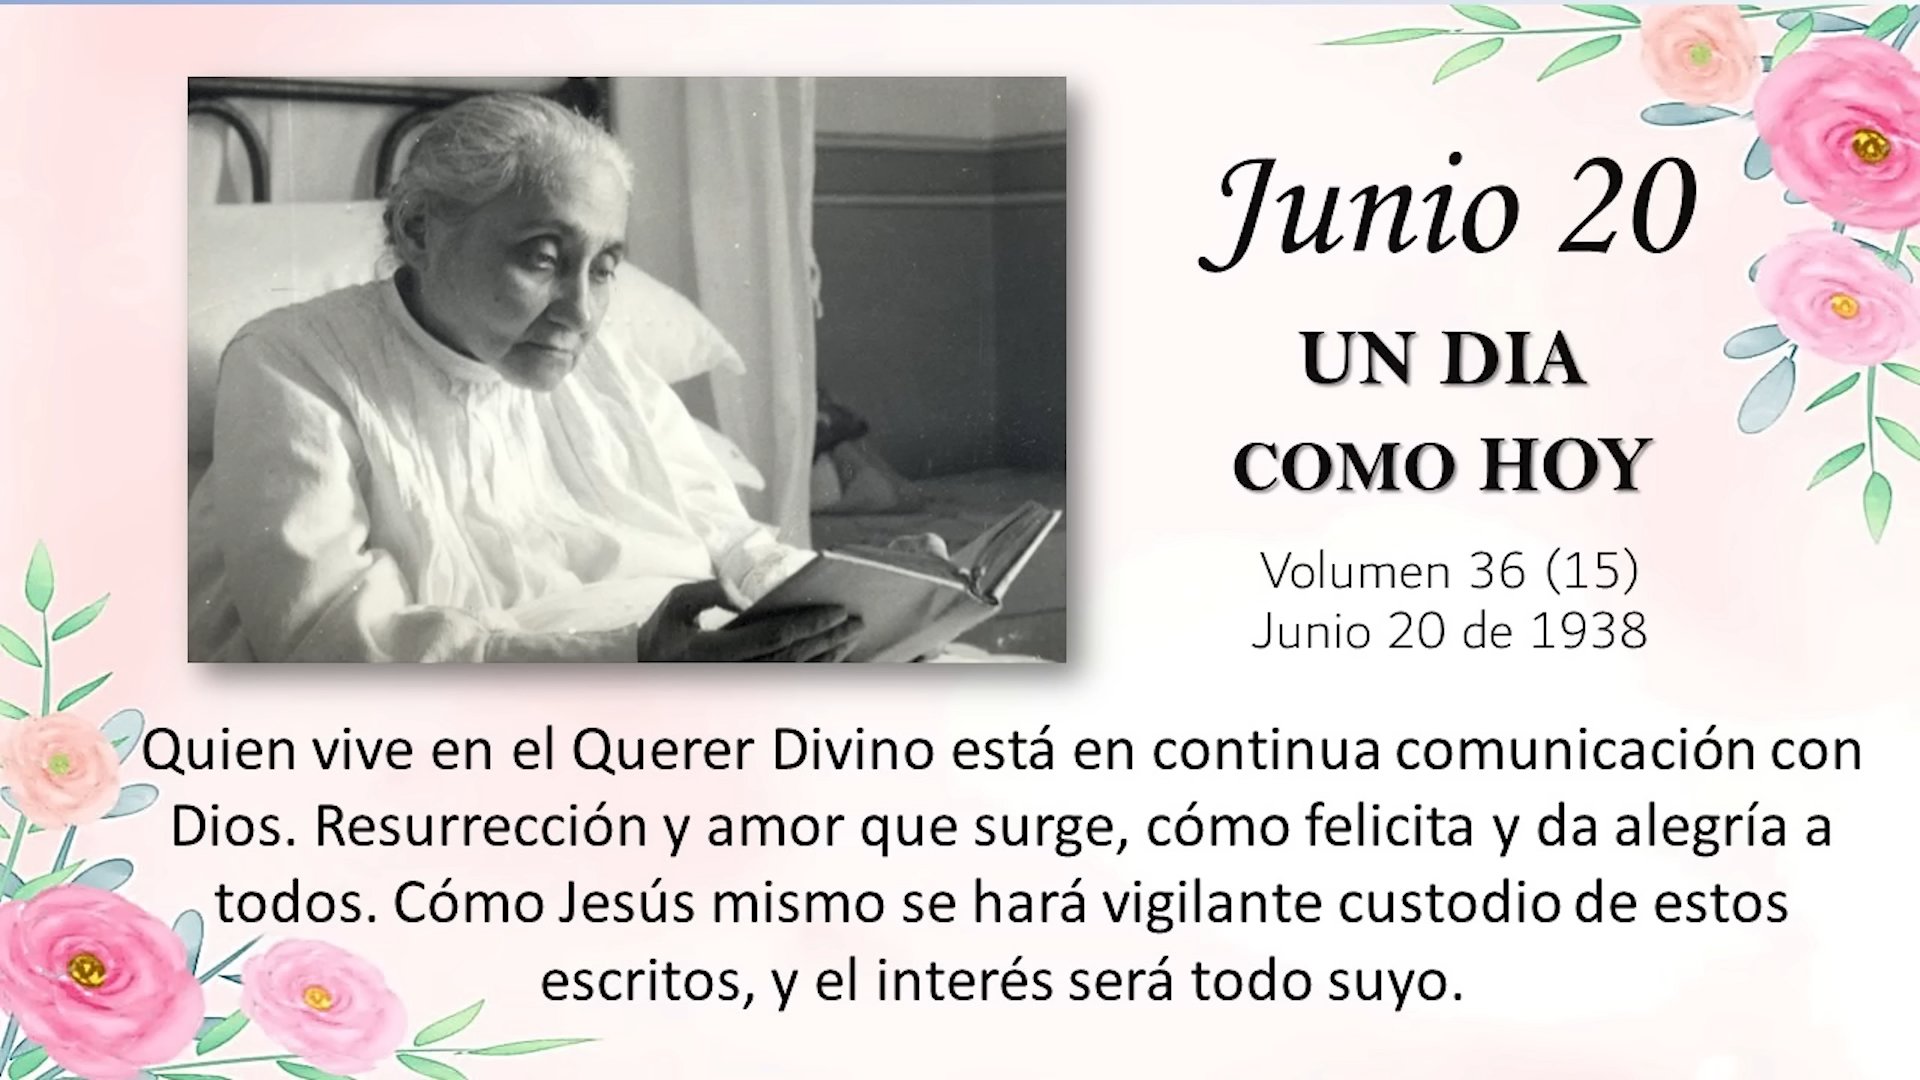 Junio 20
UN DIA
COMO HOY
Volumen 36 (15)
Junio 20 de 1938
Quien vive en el Querer Divino está en continua comunicación con
Dios. Resurrección y amor que surge, cómo felicita y da alegría a
todos. Cómo Jesús mismo se hará vigilante custodio de estos
escritos, y el interés será todo suyo.